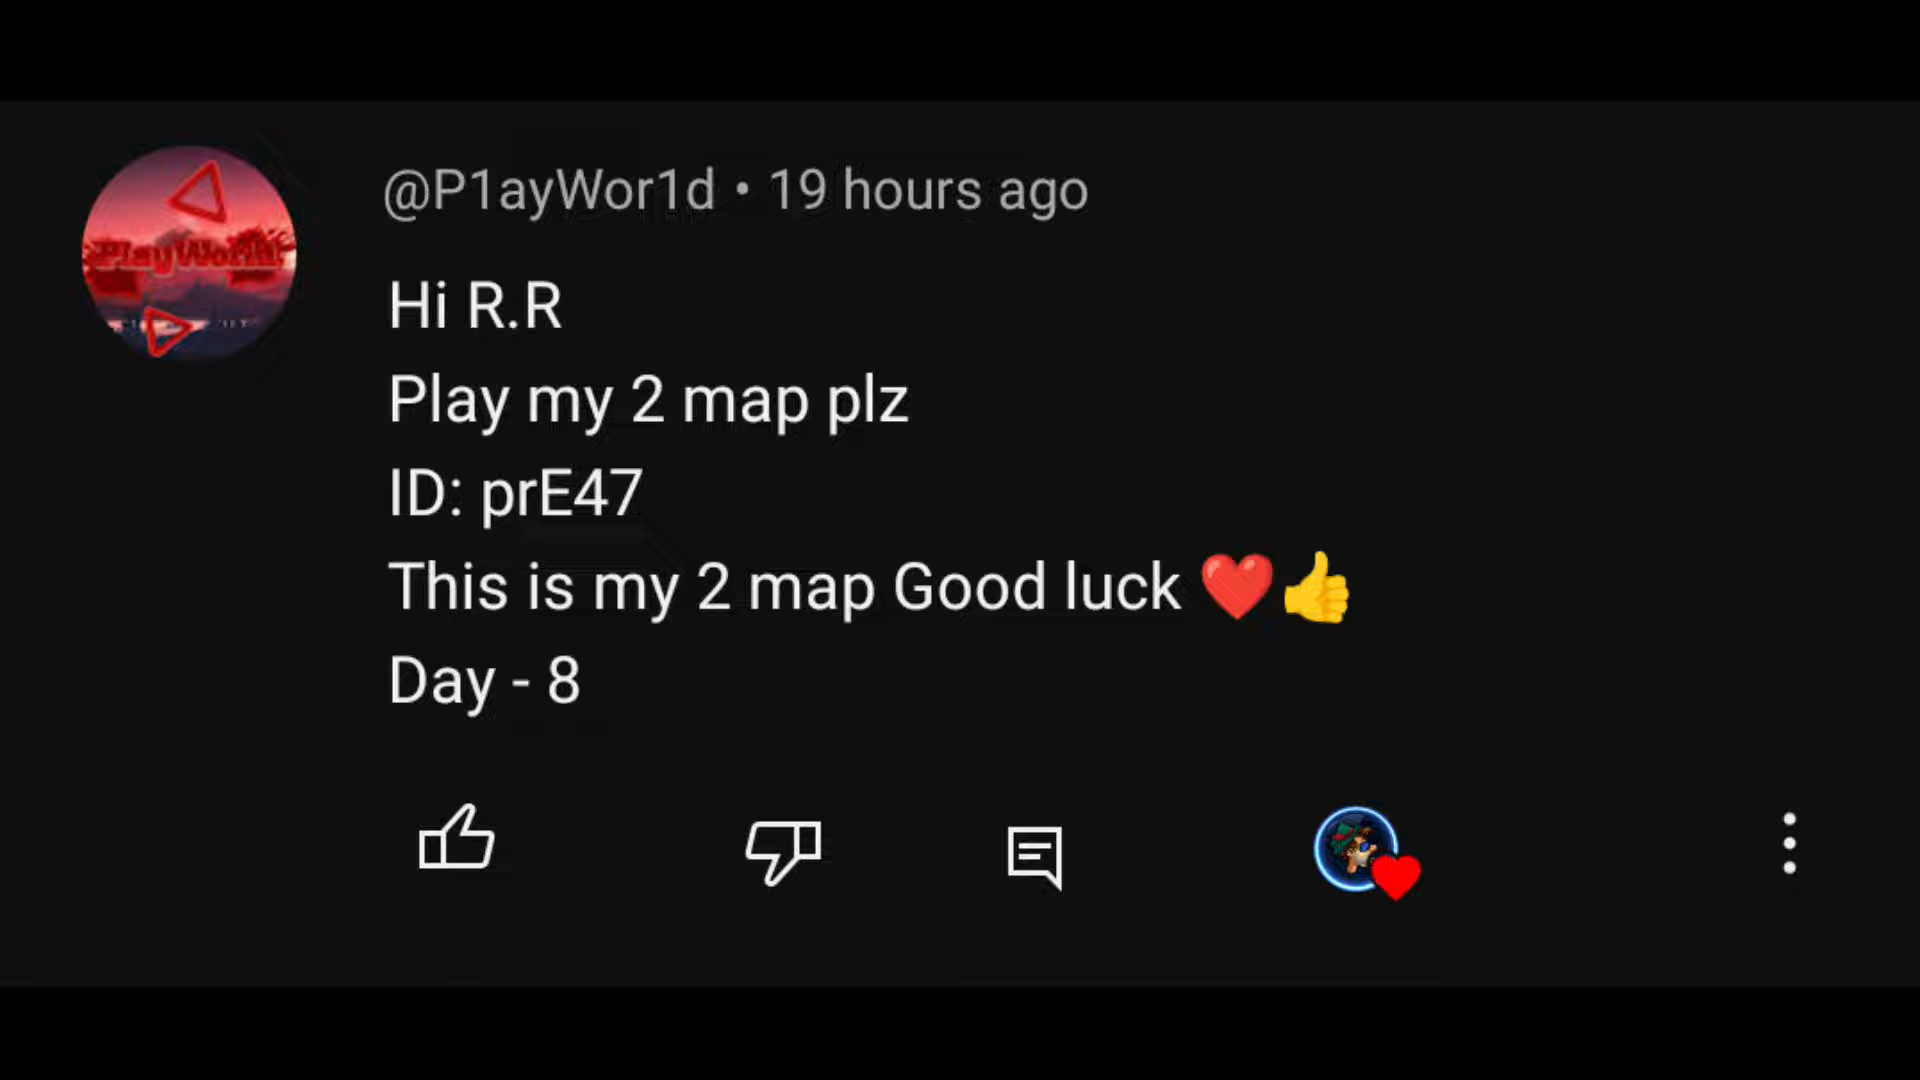 PlayWorld
@P1ayWor1d • 19 hours ago
Hi R.R
Play my 2 map plz
ID: prE47
This is my 2 map Good luck ❤️👍
Day - 8